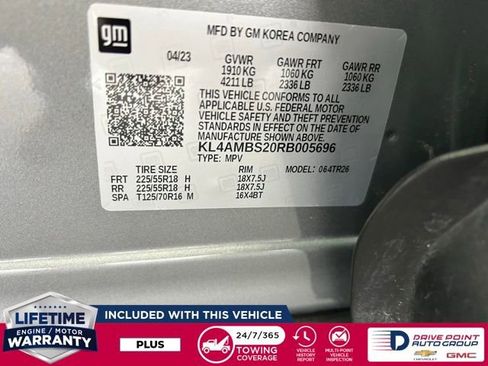 gm
MFD BY GM KOREA COMPANY
04/23 GVWR GAWR FRT GAWR RR
1910 KG 1060 KG 1060 KG
4211 LB 2336 LB 2336 LB
THIS VEHICLE CONFORMS TO ALL
APPLICABLE U.S. FEDERAL MOTOR
VEHICLE SAFETY AND THEFT PREVENTION
STANDARDS IN EFFECT ON THE DATE OF
MANUFACTURE SHOWN ABOVE.
KL4AMBS20RB005696
TYPE: MPV
TIRE SIZE RIM MODEL: 064TR26
FRT 225/55R18 H 18X7.5J
RR 225/55R18 H 18X7.5J
SPA T125/70R16 M 16X4BT
LIFETIME
ENGINE / MOTOR
WARRANTY
INCLUDED WITH THIS VEHICLE
PLUS
24/7/365
TOWING
COVERAGE
VEHICLE
HISTORY
REPORT
MULTI-POINT
VEHICLE
INSPECTION
DRIVE POINT
AUTO GROUP
CHEVROLET GMC